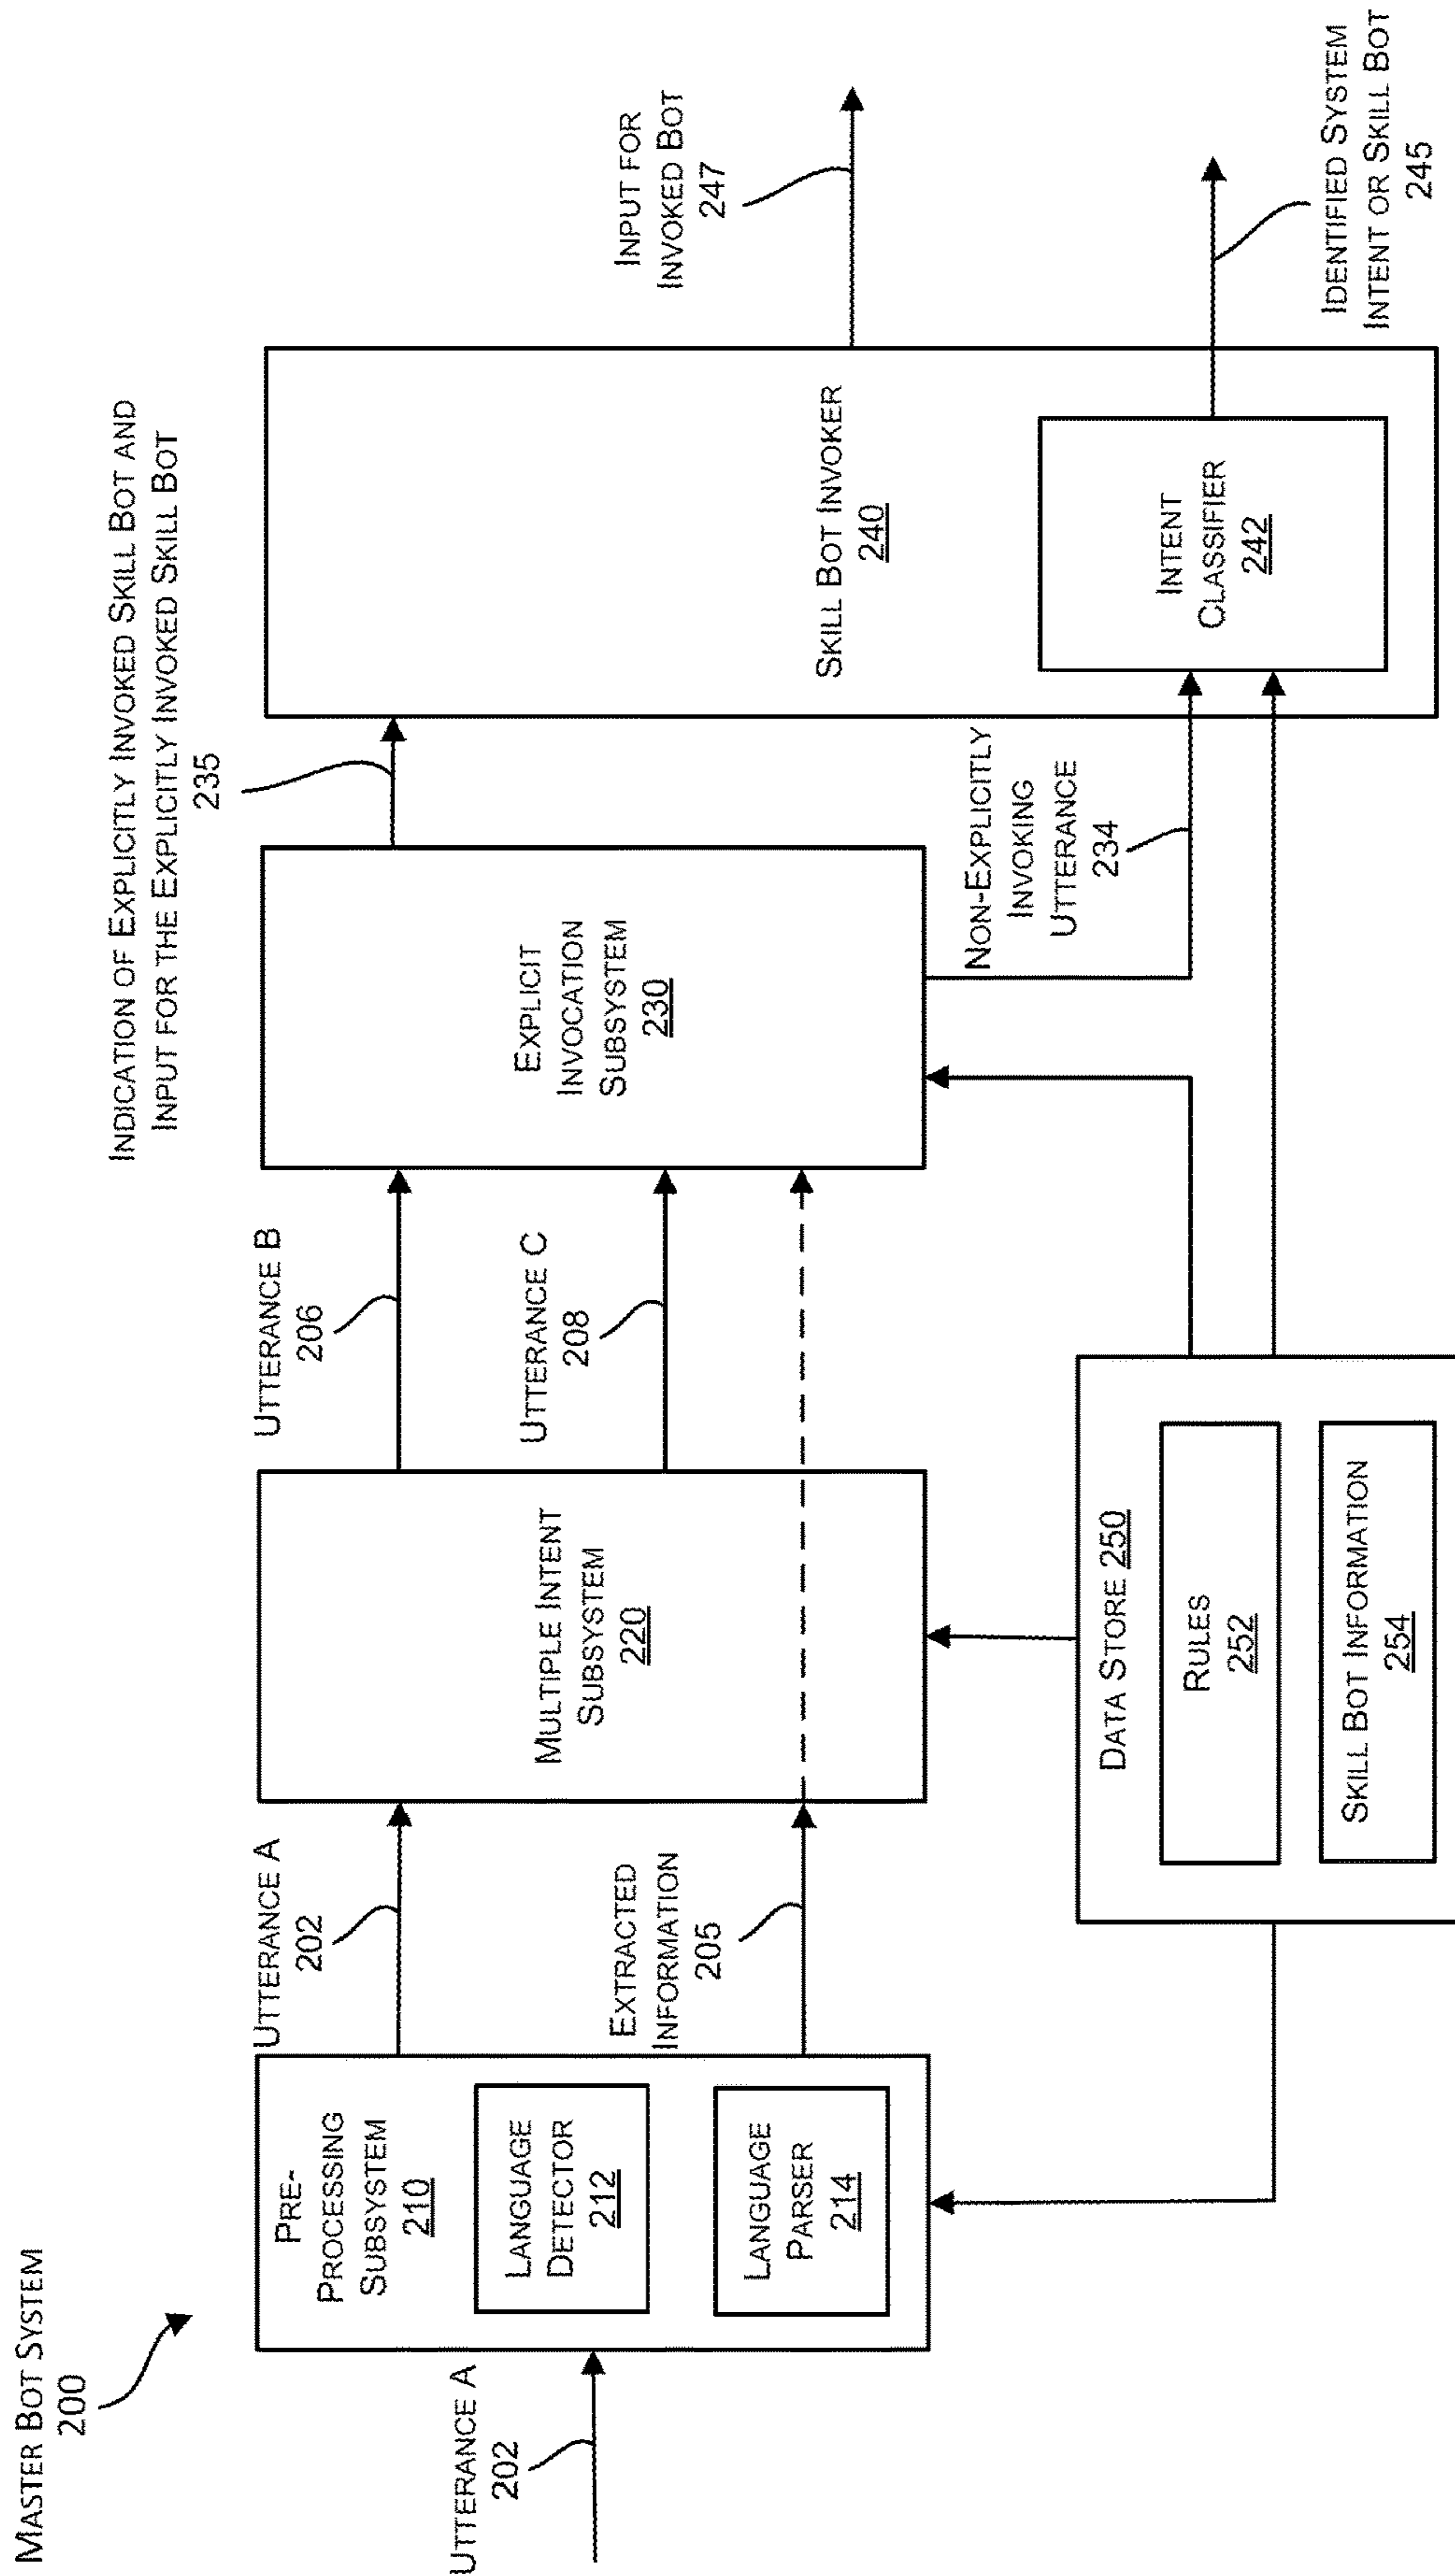 MASTER BOT SYSTEM
200
UTTERANCE A
202
PRE-
PROCESSING
SUBSYSTEM
210
LANGUAGE
DETECTOR
212
LANGUAGE
PARSER
214
UTTERANCE A
202
EXTRACTED
INFORMATION
205
MULTIPLE INTENT
SUBSYSTEM
220
UTTERANCE B
206
UTTERANCE C
208
EXPLICIT
INVOCATION
SUBSYSTEM
230
INDICATION OF EXPLICITLY INVOKED SKILL BOT AND
INPUT FOR THE EXPLICITLY INVOKED SKILL BOT
235
NON-EXPLICITLY
INVOKING
UTTERANCE
234
SKILL BOT INVOKER
240
INTENT
CLASSIFIER
242
INPUT FOR
INVOKED BOT
247
IDENTIFIED SYSTEM
INTENT OR SKILL BOT
245
DATA STORE 250
RULES
252
SKILL BOT INFORMATION
254